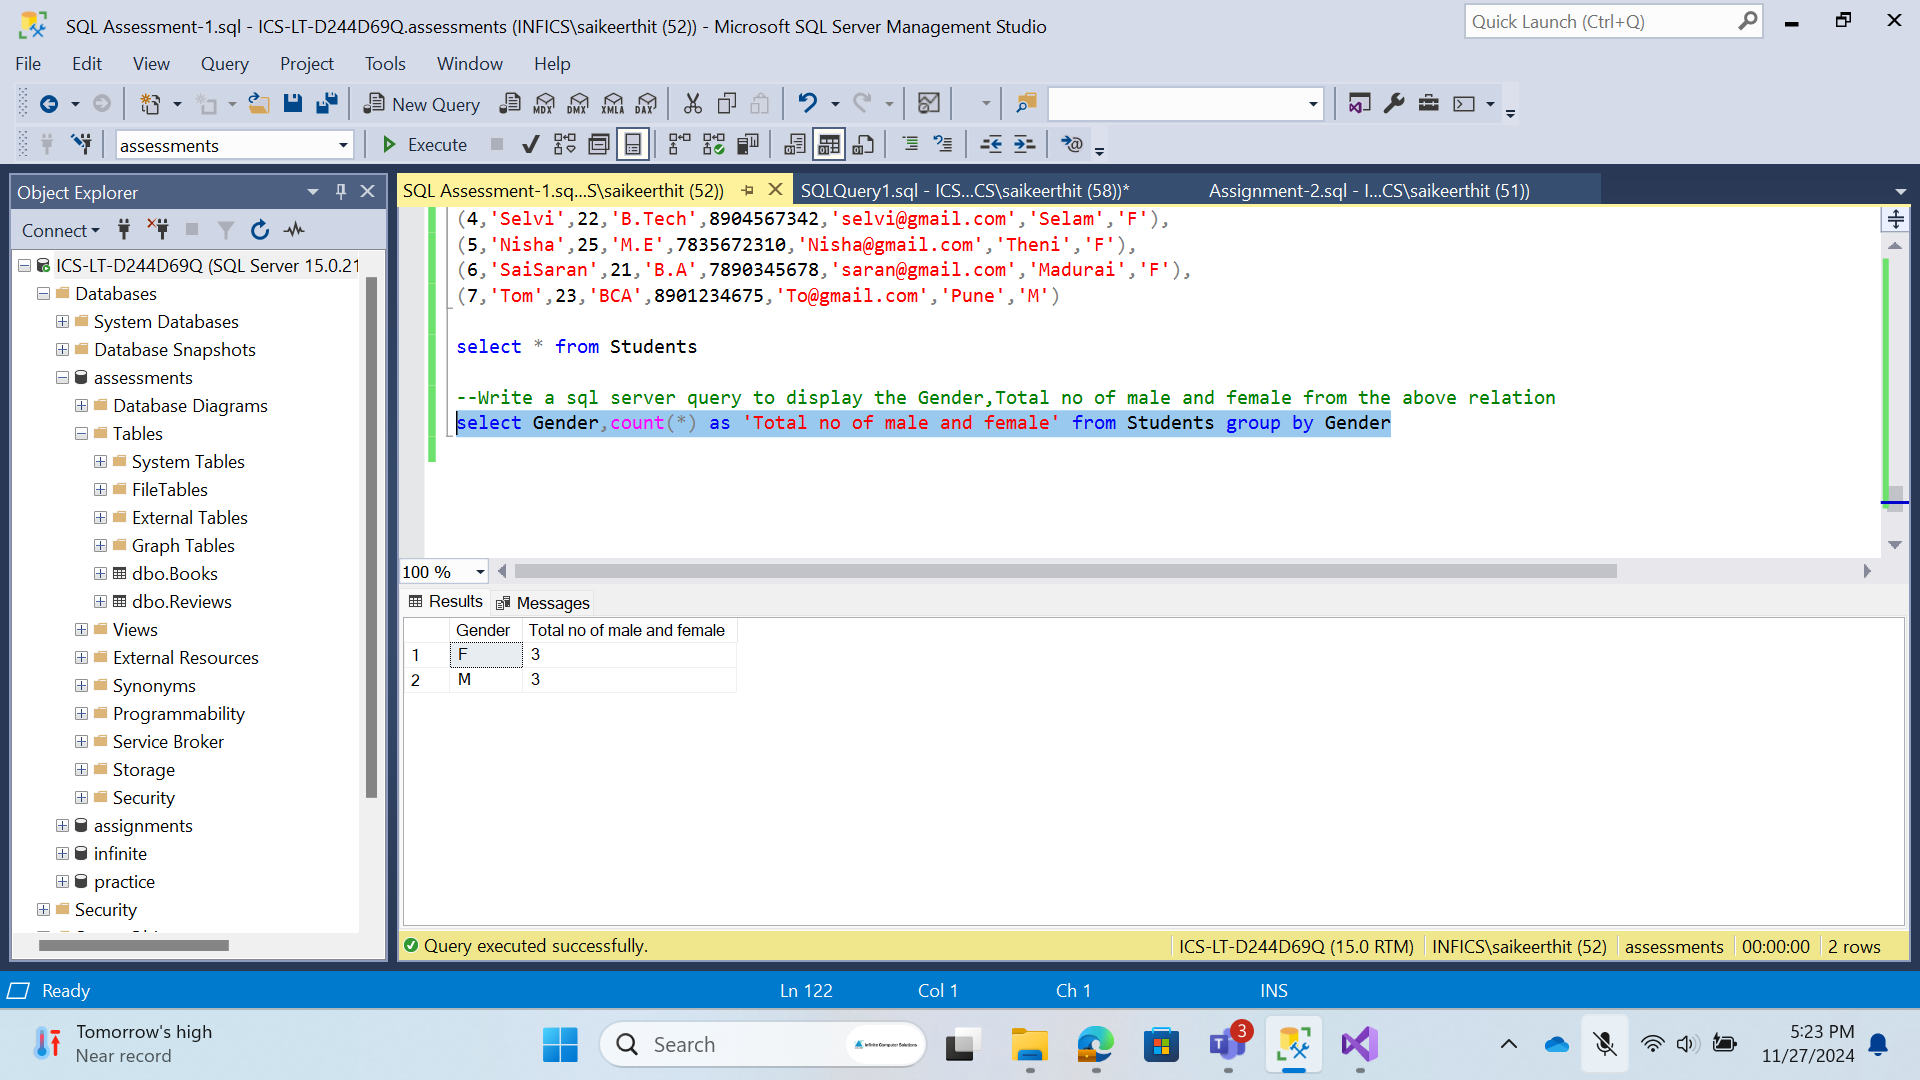 SQL Assessment-1.sql - ICS-LT-D244D69Q.assessments (INFICS\saikeerthit (52)) - Microsoft SQL Server Management Studio
Quick Launch (Ctrl+Q)
File Edit View Query Project Tools Window Help
New Query MDX DMX XMLA DAX
assessments Execute
Object Explorer
Connect
ICS-LT-D244D69Q (SQL Server 15.0.21
Databases
System Databases
Database Snapshots
assessments
Database Diagrams
Tables
System Tables
FileTables
External Tables
Graph Tables
dbo.Books
dbo.Reviews
Views
External Resources
Synonyms
Programmability
Service Broker
Storage
Security
assignments
infinite
practice
Security
SQL Assessment-1.sq...S\saikeerthit (52)) SQLQuery1.sql - ICS...CS\saikeerthit (58))* Assignment-2.sql - I...CS\saikeerthit (51))
(4,'Selvi',22,'B.Tech',8904567342,'selvi@gmail.com','Selam','F'),
(5,'Nisha',25,'M.E',7835672310,'Nisha@gmail.com','Theni','F'),
(6,'SaiSaran',21,'B.A',7890345678,'saran@gmail.com','Madurai','F'),
(7,'Tom',23,'BCA',8901234675,'To@gmail.com','Pune','M')
select * from Students
--Write a sql server query to display the Gender,Total no of male and female from the above relation
select Gender,count(*) as 'Total no of male and female' from Students group by Gender
100 %
Results Messages
Gender Total no of male and female
1 F 3
2 M 3
Query executed successfully. ICS-LT-D244D69Q (15.0 RTM) INFICS\saikeerthit (52) assessments 00:00:00 2 rows
Ready Ln 122 Col 1 Ch 1 INS
Tomorrow's high
Near record
Search
Infinite Computer Solutions
3
5:23 PM
11/27/2024